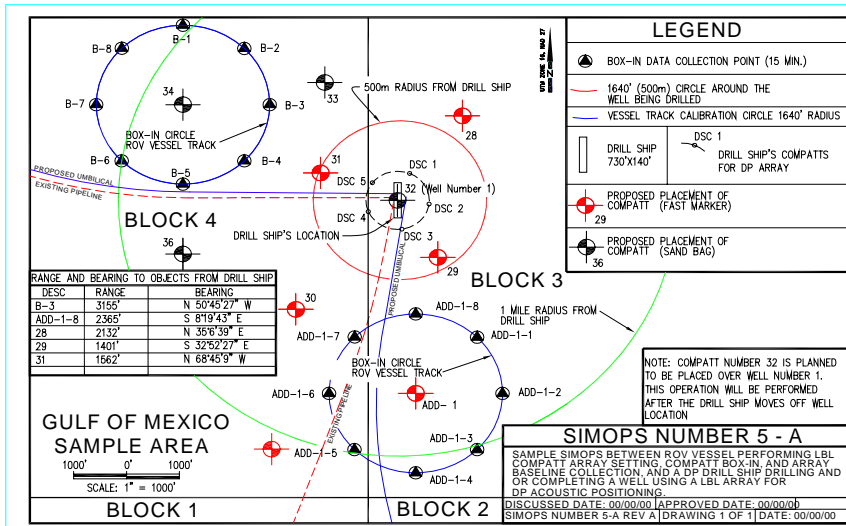 B-1
B-2
B-3
B-4
B-5
B-6
B-7
B-8
34
BOX-IN CIRCLE
ROV VESSEL TRACK
33
500m RADIUS FROM DRILL SHIP
28
31
DSC 1
DSC 5
32 (Well Number 1)
DSC 2
DSC 4
DSC 3
DRILL SHIP'S LOCATION
29
PROPOSED UMBILICAL
EXISTING PIPELINE
BLOCK 4
36
BLOCK 3
PROPOSED UMBILICAL
1 MILE RADIUS FROM
DRILL SHIP
30
RANGE AND BEARING TO OBJECTS FROM DRILL SHIP
DESC RANGE BEARING
B-3 3155' N 50°45'27" W
ADD-1-8 2365' S 8°19'43" E
28 2132' N 35°6'39" E
29 1401' S 32°52'27" E
31 1562' N 68°45'9" W
ADD-1-8
ADD-1-7
ADD-1-1
BOX-IN CIRCLE
ROV VESSEL TRACK
ADD-1-6
ADD-1-2
ADD- 1
EXISTING PIPELINE
ADD-1-5
ADD-1-3
ADD-1-4
GULF OF MEXICO
SAMPLE AREA
1000' 0' 1000'
SCALE: 1" = 1000'
BLOCK 1
BLOCK 2
UTM ZONE 16, NAD 27
N
LEGEND
BOX-IN DATA COLLECTION POINT (15 MIN.)
1640' (500m) CIRCLE AROUND THE
WELL BEING DRILLED
VESSEL TRACK CALIBRATION CIRCLE 1640' RADIUS
DRILL SHIP
730'X140'
DSC 1
DRILL SHIP'S COMPATTS
FOR DP ARRAY
PROPOSED PLACEMENT OF
COMPATT (FAST MARKER)
29
PROPOSED PLACEMENT OF
COMPATT (SAND BAG)
36
NOTE: COMPATT NUMBER 32 IS PLANNED
TO BE PLACED OVER WELL NUMBER 1.
THIS OPERATION WILL BE PERFORMED
AFTER THE DRILL SHIP MOVES OFF WELL
LOCATION
SIMOPS NUMBER 5 - A
SAMPLE SIMOPS BETWEEN ROV VESSEL PERFORMING LBL
COMPATT ARRAY SETTING, COMPATT BOX-IN, AND ARRAY
BASELINE COLLECTION, AND A DP DRILL SHIP DRILLING AND
OR COMPLETING A WELL USING A LBL ARRAY FOR
DP ACOUSTIC POSITIONING.
DISCUSSED DATE: 00/00/00 APPROVED DATE: 00/00/00
SIMOPS NUMBER 5-A REV A DRAWING 1 OF 1 DATE: 00/00/00